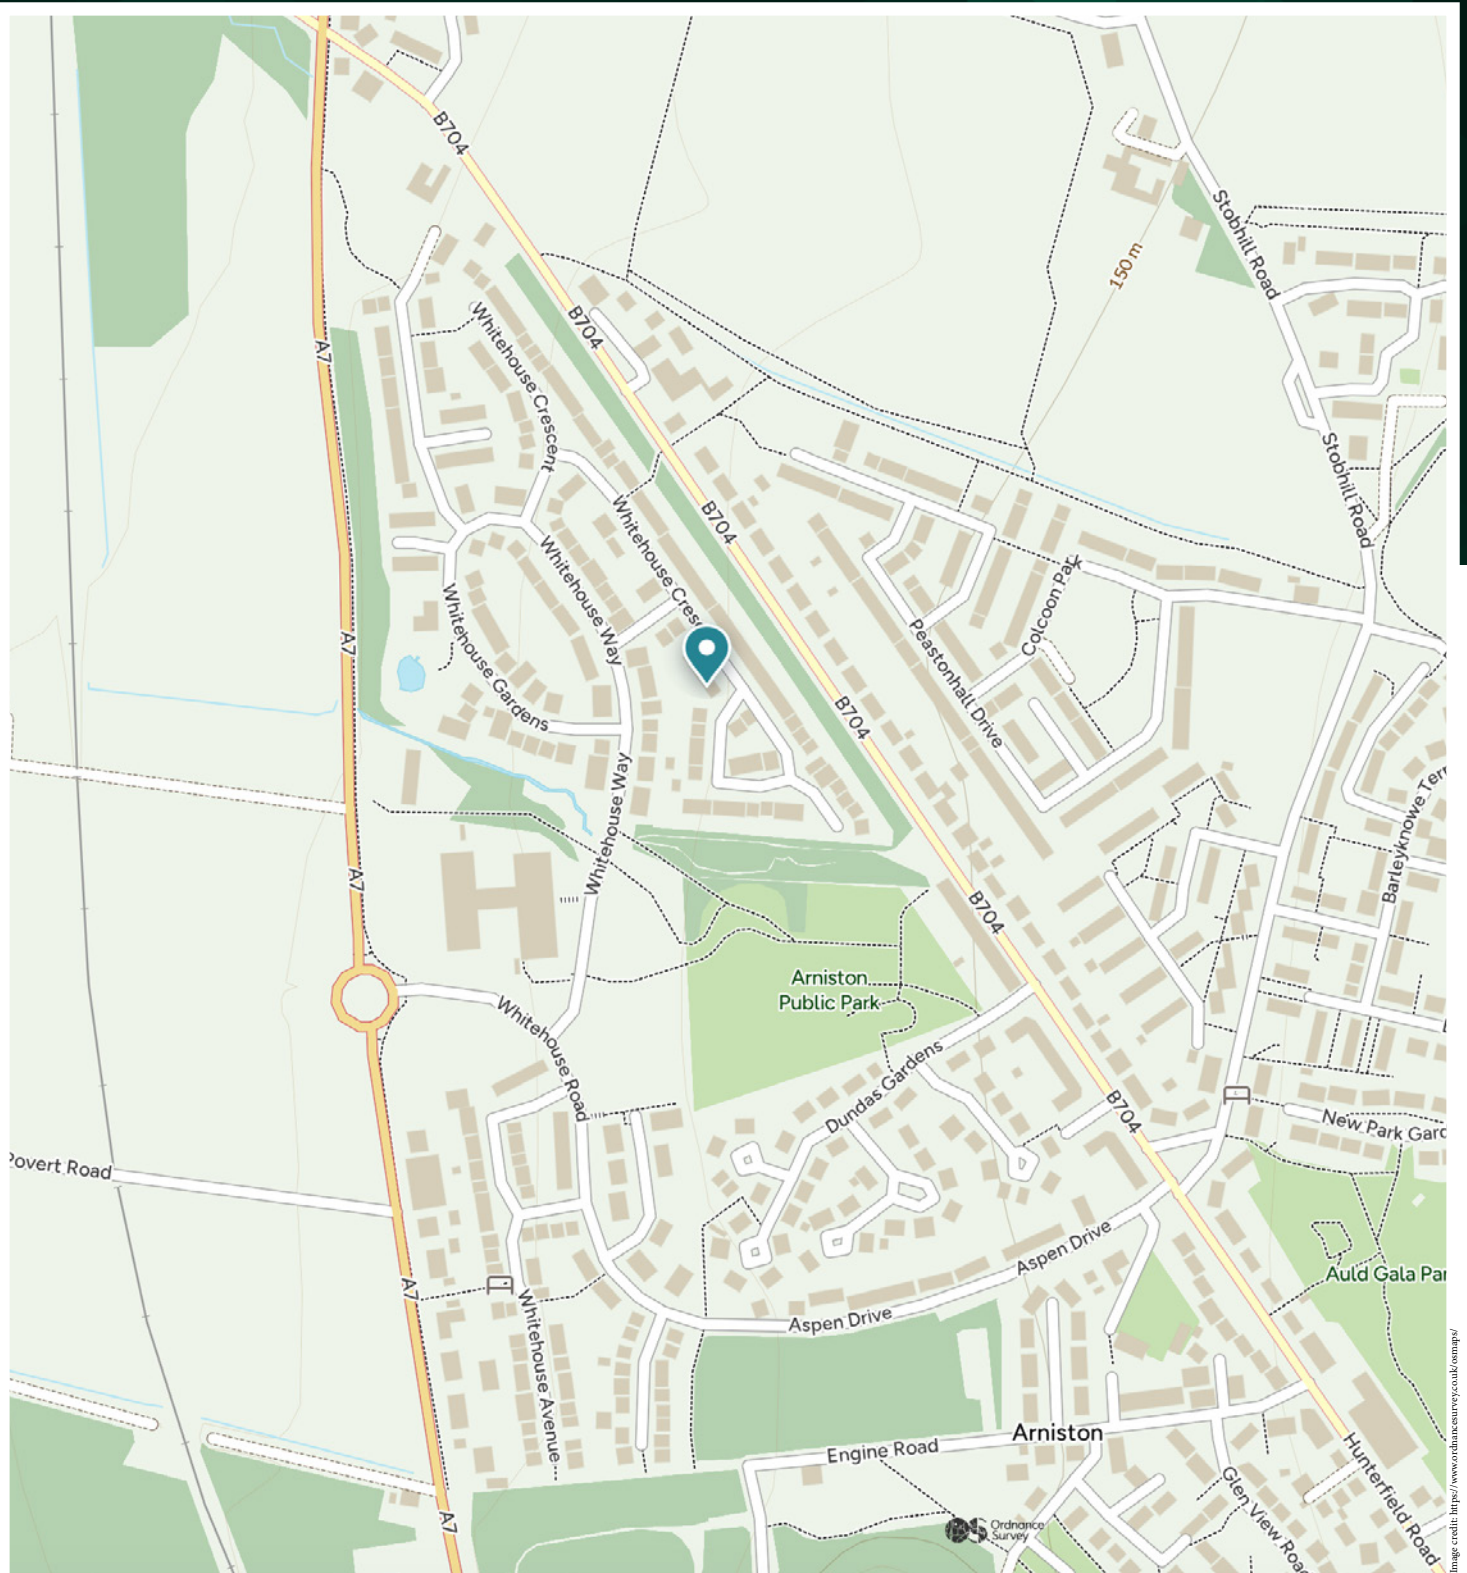 B704
Stobhill Road
150 m
B704
A7
Whitehouse Crescent
Stobhill Road
B704
Whitehouse Cresc
Whitehouse Way
Colcoon Park
A7
Whitehouse Gardens
Peastonhall Drive
B704
Whitehouse Way
Barleyknowe Terr
A7
B704
Arniston
Public Park
Whitehouse Road
Dundas Gardens
B704
New Park Gard
Povert Road
Aspen Drive
Auld Gala Par
A7
Aspen Drive
Whitehouse Avenue
Arniston
Engine Road
Hunterfield Road
Glen View Road
A7
Ordnance
Survey
Image credit: https://www.ordnancesurvey.co.uk/osmaps/